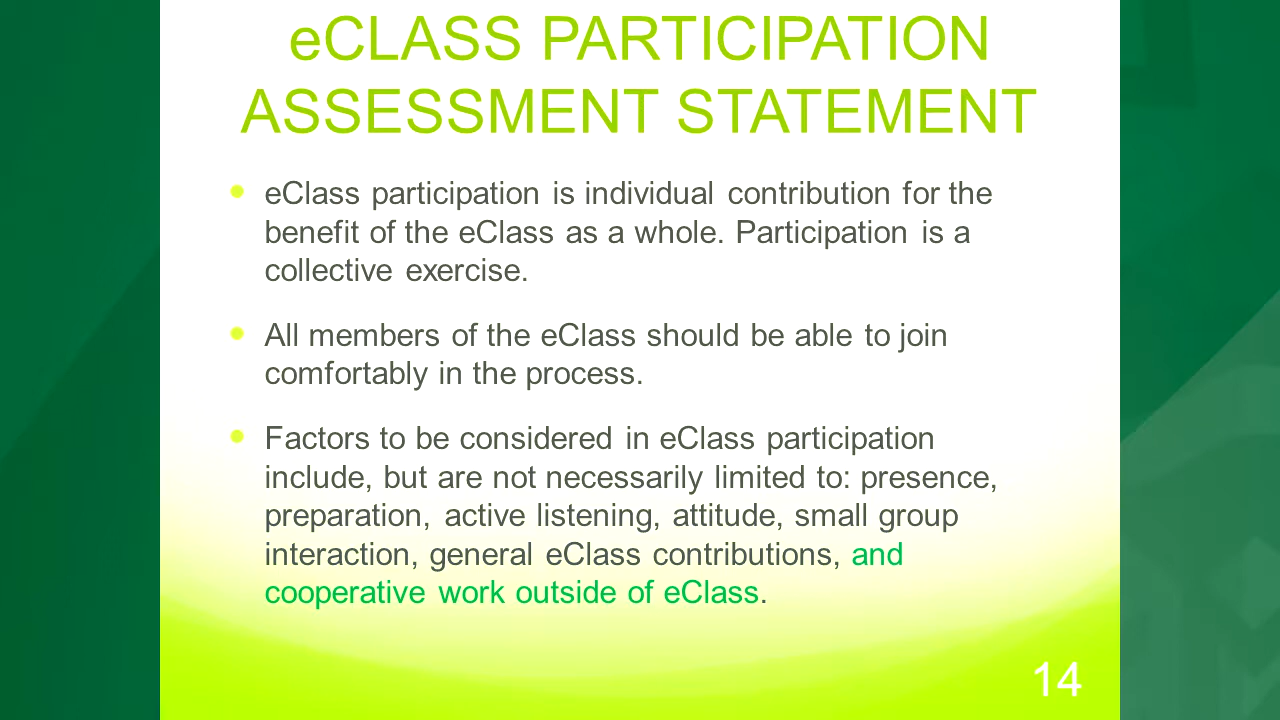 eCLASS PARTICIPATION
ASSESSMENT STATEMENT
eClass participation is individual contribution for the
benefit of the eClass as a whole. Participation is a
collective exercise.
All members of the eClass should be able to join
comfortably in the process.
Factors to be considered in eClass participation
include, but are not necessarily limited to: presence,
preparation, active listening, attitude, small group
interaction, general eClass contributions, and
cooperative work outside of eClass.
14